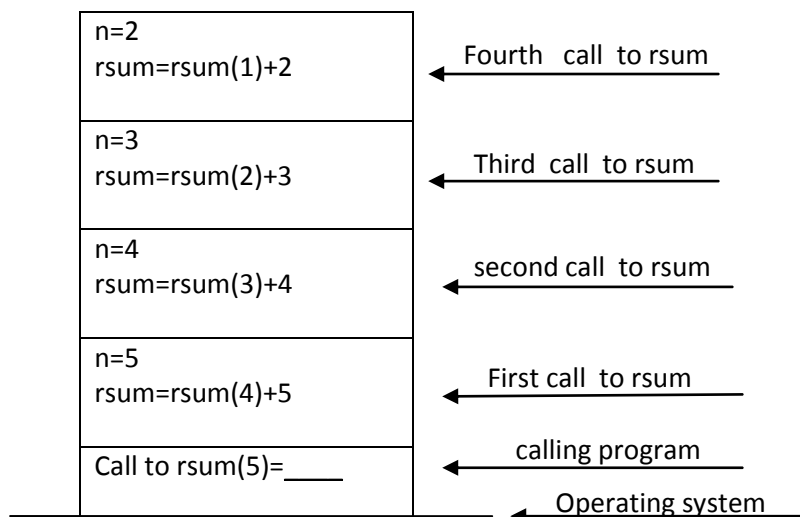 n=2
rsum=rsum(1)+2
Fourth call to rsum
n=3
rsum=rsum(2)+3
Third call to rsum
n=4
rsum=rsum(3)+4
second call to rsum
n=5
rsum=rsum(4)+5
First call to rsum
Call to rsum(5)=____
calling program
Operating system